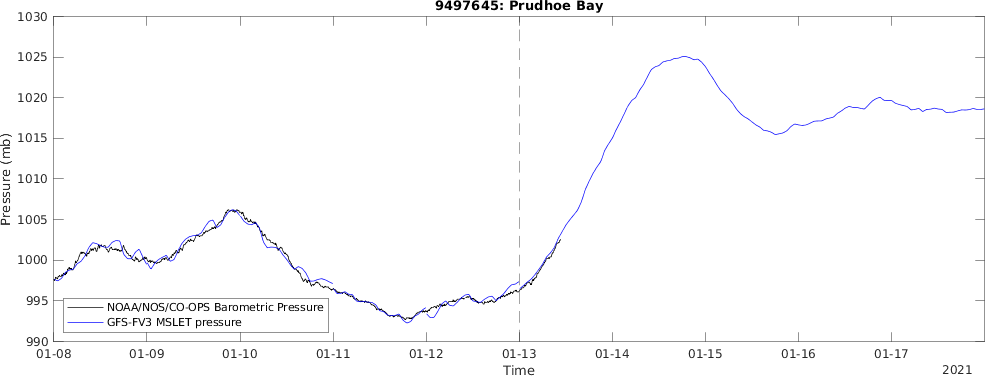 9497645: Prudhoe Bay
1030
1025
1020
1015
1010
1005
1000
995
990
Pressure (mb)
NOAA/NOS/CO-OPS Barometric Pressure
GFS-FV3 MSLET pressure
01-08 01-09 01-10 01-11 01-12 01-13 01-14 01-15 01-16 01-17
Time
2021